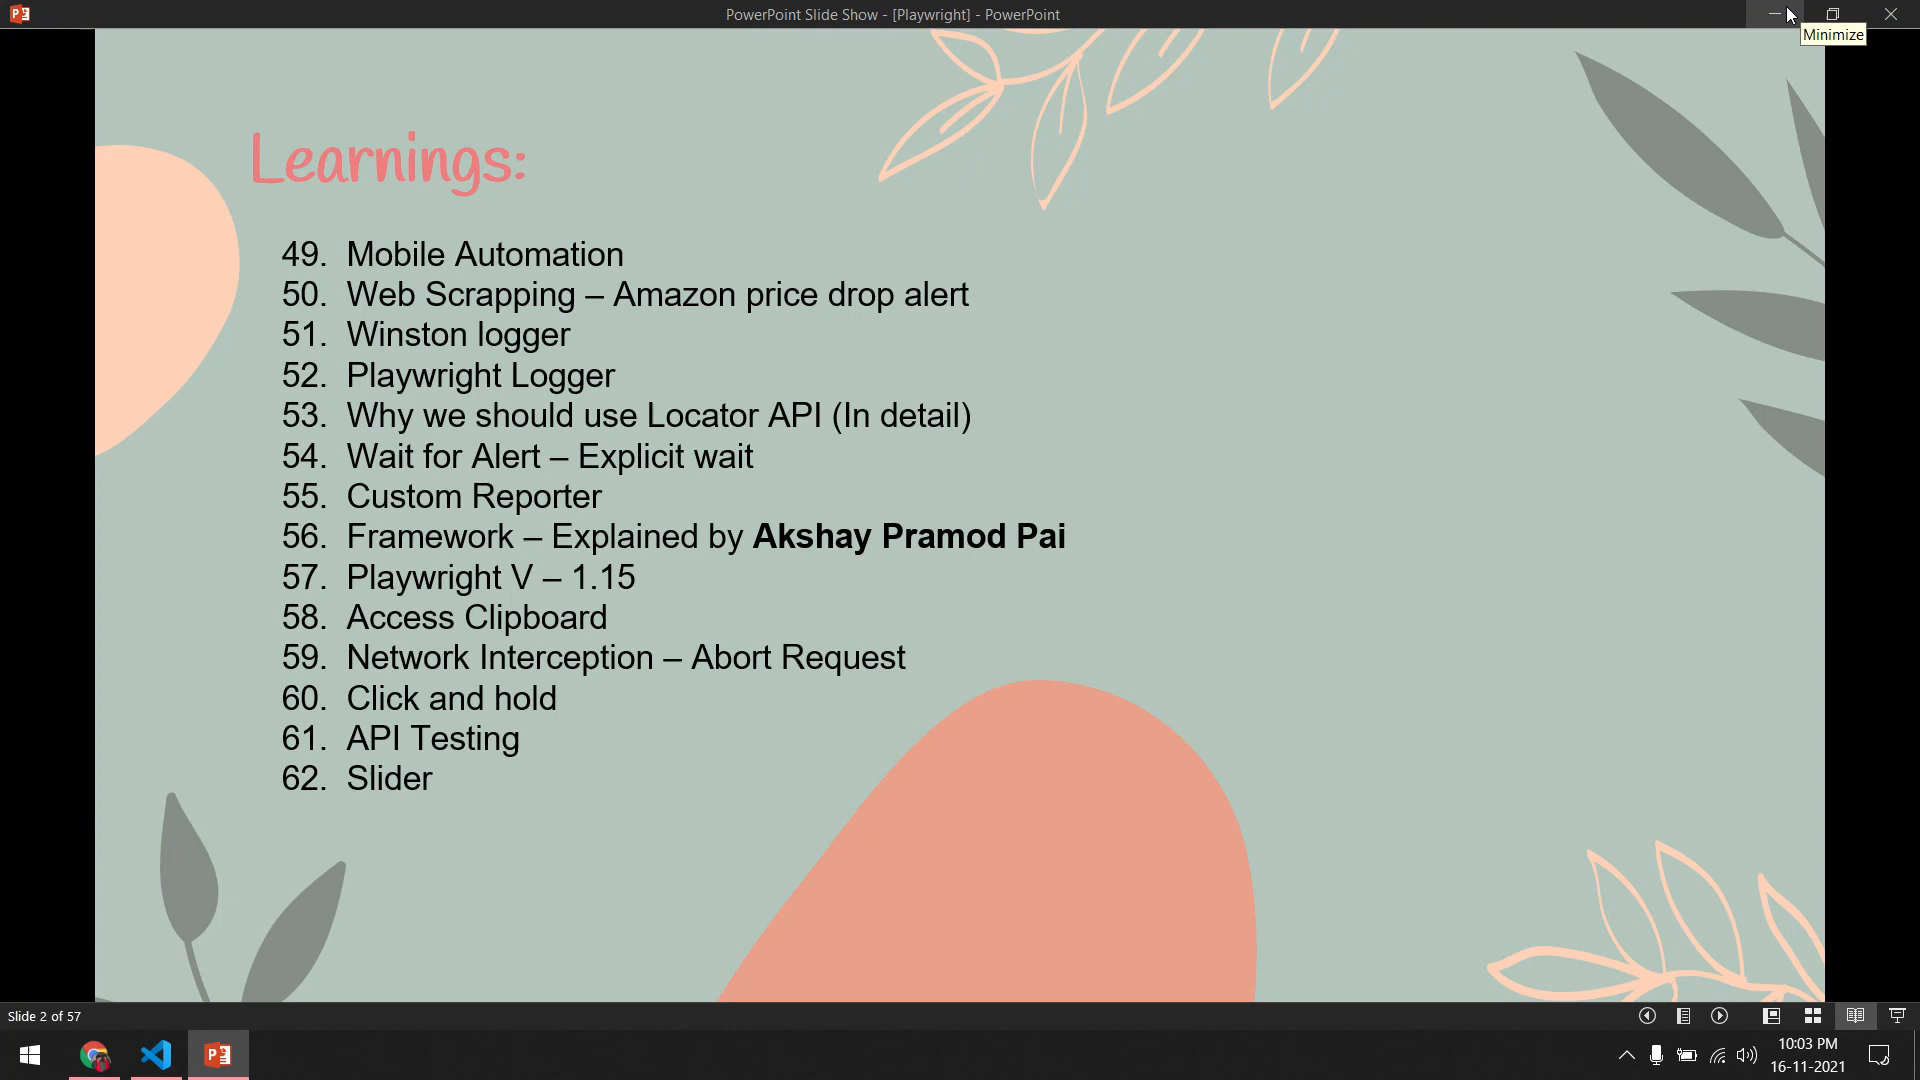 PowerPoint Slide Show - [Playwright] - PowerPoint
Minimize
Learnings:
49. Mobile Automation
50. Web Scrapping – Amazon price drop alert
51. Winston logger
52. Playwright Logger
53. Why we should use Locator API (In detail)
54. Wait for Alert – Explicit wait
55. Custom Reporter
56. Framework – Explained by Akshay Pramod Pai
57. Playwright V – 1.15
58. Access Clipboard
59. Network Interception – Abort Request
60. Click and hold
61. API Testing
62. Slider
Slide 2 of 57
10:03 PM
16-11-2021